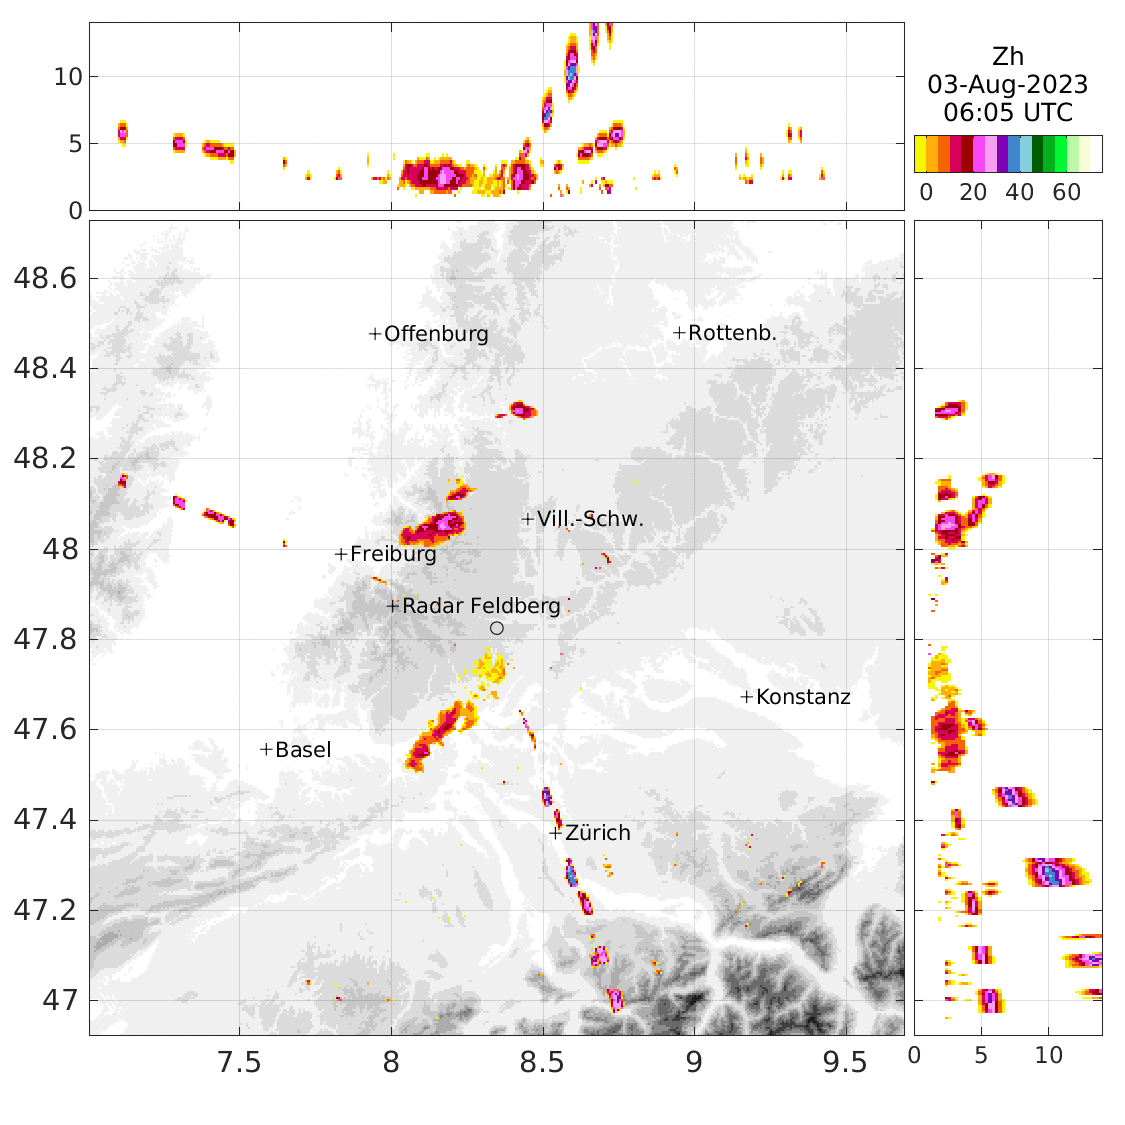 10
5
0
Zh
03-Aug-2023
06:05 UTC
0 20 40 60
48.6
48.4
48.2
48
47.8
47.6
47.4
47.2
47
Offenburg
Rottenb.
Vill.-Schw.
Freiburg
Radar Feldberg
Konstanz
Basel
Zürich
7.5 8 8.5 9 9.5
0 5 10